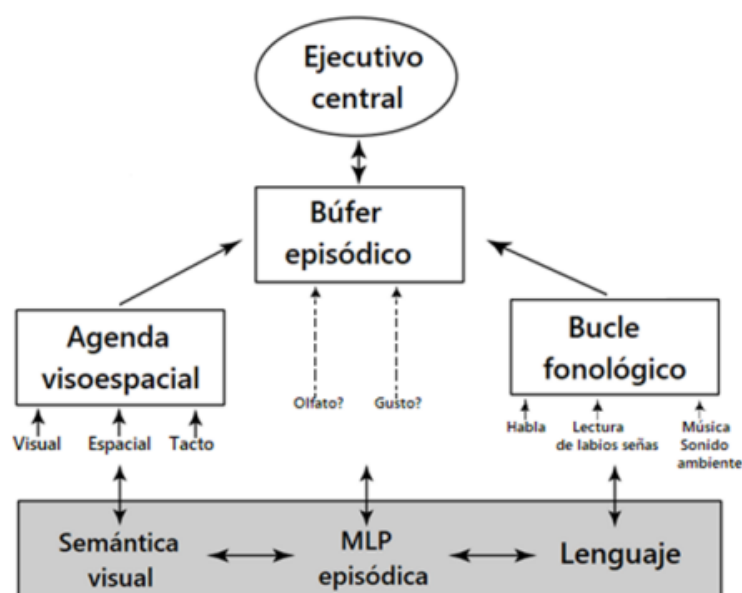 Ejecutivo
central
Búfer
episódico
Agenda
visoespacial
Bucle
fonológico
Olfato?
Gusto?
Visual
Espacial
Tacto
Habla
Lectura
de labios señas
Música
Sonido
ambiente
Semántica
visual
MLP
episódica
Lenguaje